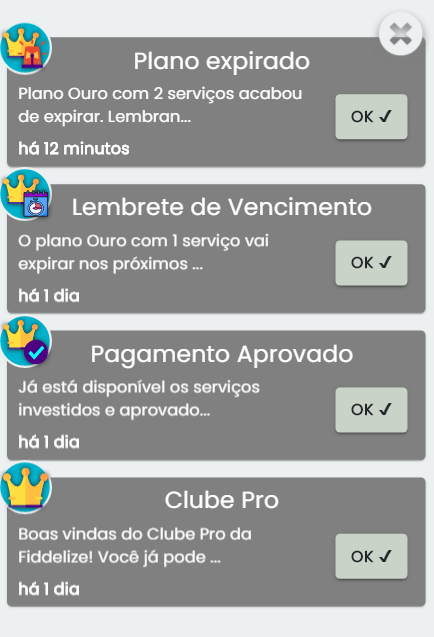 Plano expirado
Plano Ouro com 2 serviços acabou
de expirar. Lembran...
OK ✓
há 12 minutos
Lembrete de Vencimento
O plano Ouro com 1 serviço vai
expirar nos próximos ...
OK ✓
há 1 dia
Pagamento Aprovado
Já está disponível os serviços
investidos e aprovado...
OK ✓
há 1 dia
Clube Pro
Boas vindas do Clube Pro da
Fiddelize! Você já pode ...
OK ✓
há 1 dia